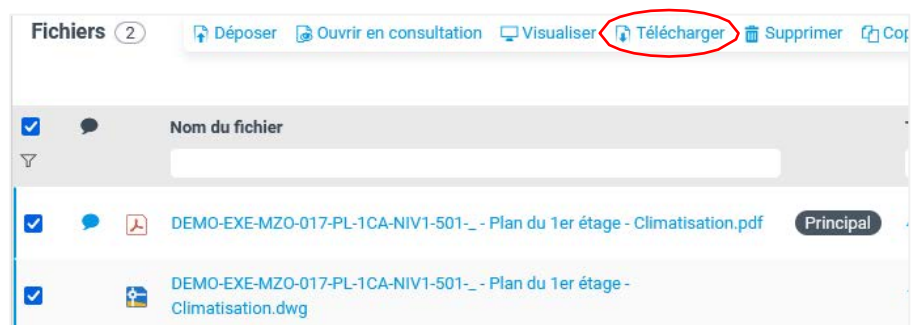 Fichiers 2 Déposer Ouvrir en consultation Visualiser Télécharger Supprimer
Nom du fichier
DEMO-EXE-MZO-017-PL-1CA-NIV1-501-_ - Plan du 1er étage - Climatisation.pdf Principal
DEMO-EXE-MZO-017-PL-1CA-NIV1-501-_ - Plan du 1er étage -
Climatisation.dwg